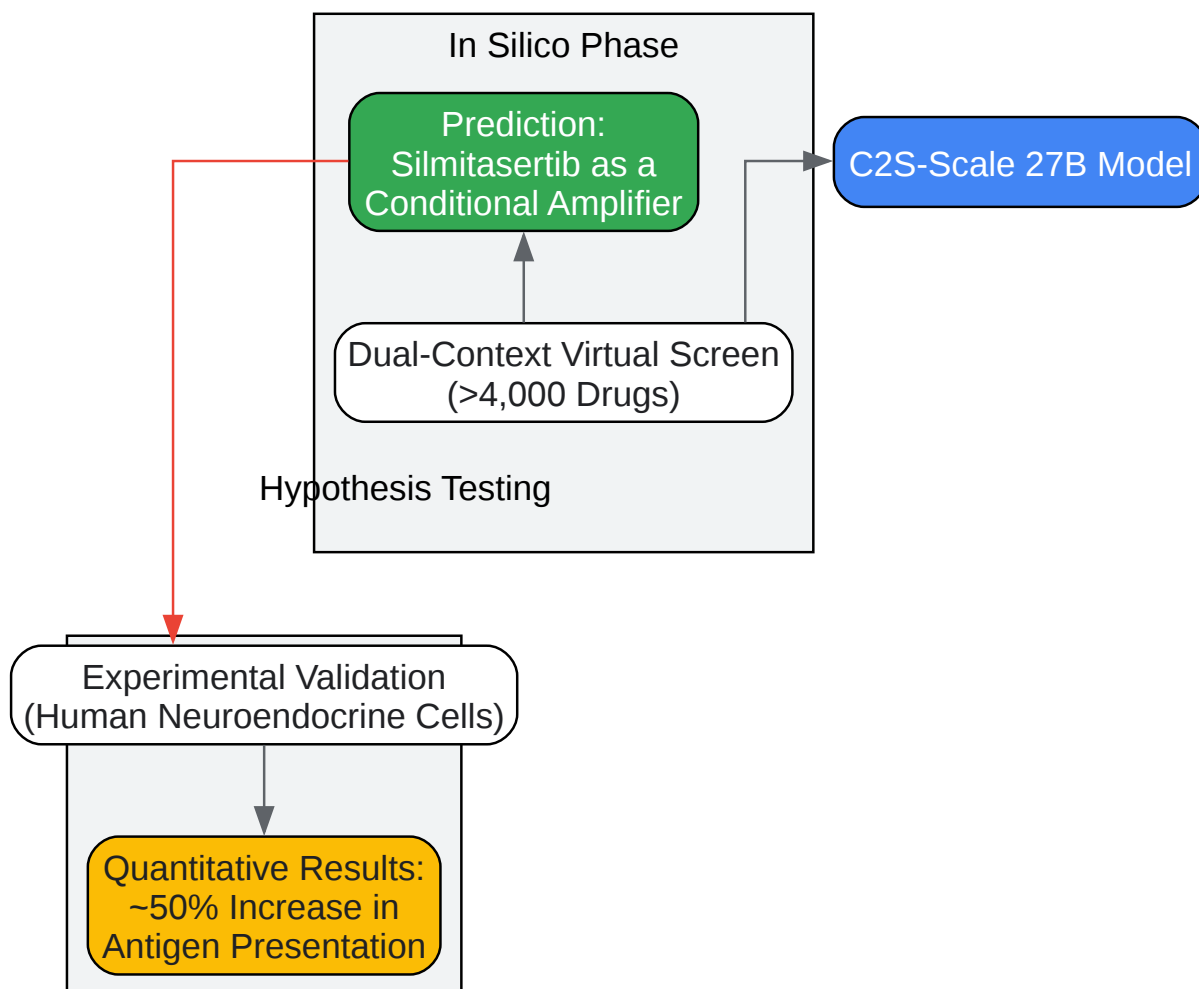 In Silico Phase
Prediction:
Silmitasertib as a
Conditional Amplifier
C2S-Scale 27B Model
Dual-Context Virtual Screen
(>4,000 Drugs)
Hypothesis Testing
Experimental Validation
(Human Neuroendocrine Cells)
Quantitative Results:
~50% Increase in
Antigen Presentation